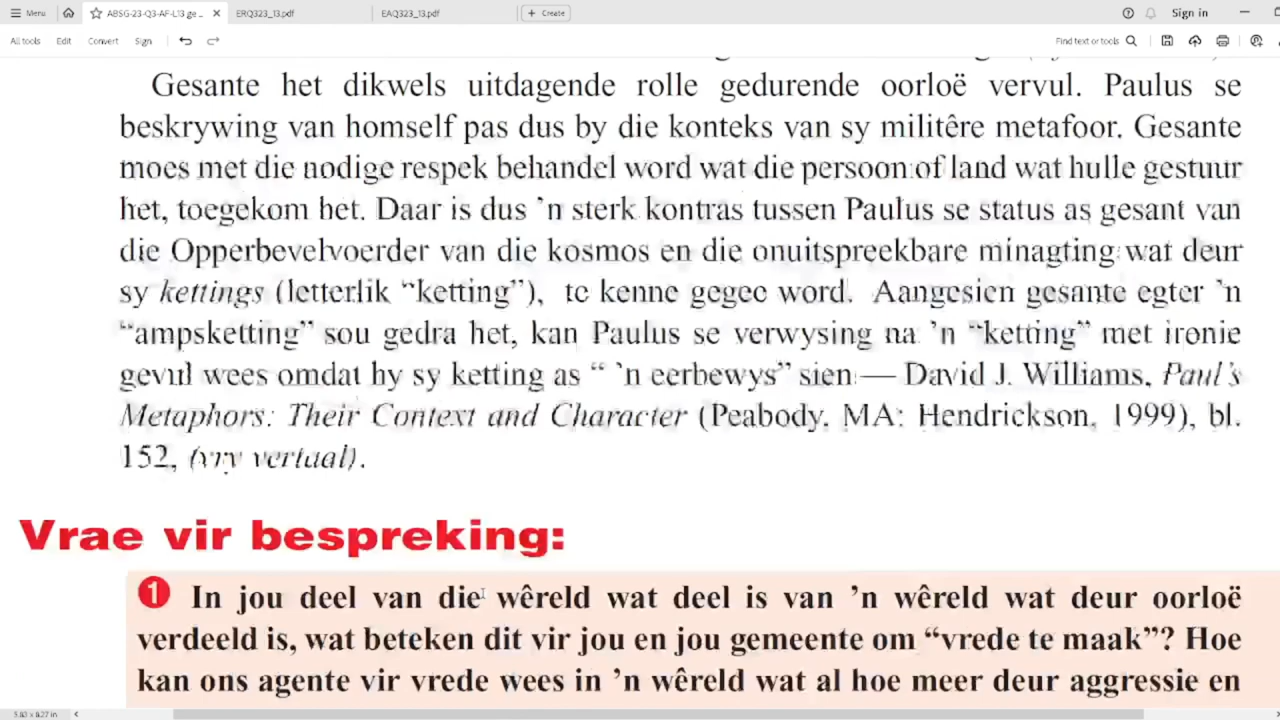 Menu
ABSG-23-Q3-AF-L13 ge ...
ERQ323_13.pdf
EAQ323_13.pdf
+ Create
Sign in
All tools Edit Convert Sign
Find text or tools
Gesante het dikwels uitdagende rolle gedurende oorloë vervul. Paulus se
beskrywing van homself pas dus by die konteks van sy militêre metafoor. Gesante
moes met die nodige respek behandel word wat die persoon of land wat hulle gestuur
het, toegekom het. Daar is dus ’n sterk kontras tussen Paulus se status as gesant van
die Opperbevelvoerder van die kosmos en die onuitspreekbare minagting wat deur
sy kettings (letterlik “ketting”), te kenne gegee word. Aangesien gesante egter ’n
“ampsketting” sou gedra het, kan Paulus se verwysing na ’n “ketting” met ironie
gevul wees omdat hy sy ketting as “ ’n eerbewys” sien — David J. Williams, Paul’s
Metaphors: Their Context and Character (Peabody, MA: Hendrickson, 1999), bl.
152, (vry vertaal).
Vrae vir bespreking:
1 In jou deel van die wêreld wat deel is van ’n wêreld wat deur oorloë
verdeeld is, wat beteken dit vir jou en jou gemeente om “vrede te maak”? Hoe
kan ons agente vir vrede wees in ’n wêreld wat al hoe meer deur aggressie en
5.83 x 8.27 in